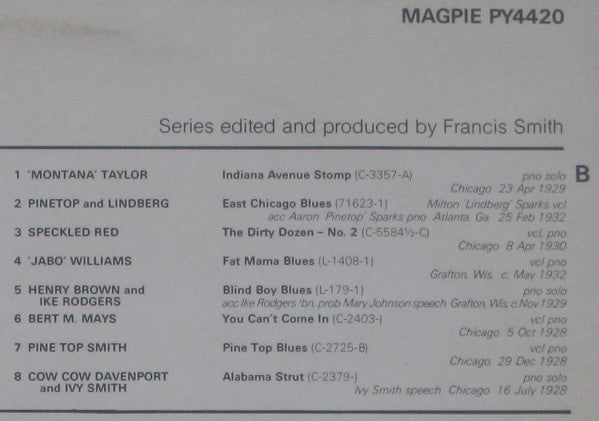 MAGPIE PY4420
Series edited and produced by Francis Smith
B
1 'MONTANA' TAYLOR Indiana Avenue Stomp (C-3357-A) pno solo
Chicago 23 Apr 1929
2 PINETOP and LINDBERG East Chicago Blues (71623-1) Milton 'Lindberg' Sparks vcl
acc Aaron 'Pinetop' Sparks pno Atlanta, Ga. 25 Feb 1932
3 SPECKLED RED The Dirty Dozen – No. 2 (C-5584½-C) vcl, pno
Chicago 8 Apr 1930
4 'JABO' WILLIAMS Fat Mama Blues (L-1408-1) vcl pno
Grafton, Wis. c. May 1932
5 HENRY BROWN and Blind Boy Blues (L-179-1) pno solo
IKE RODGERS acc Ike Rodgers tbn, prob Mary Johnson speech Grafton, Wis. c Nov 1929
6 BERT M. MAYS You Can't Come In (C-2403-) vcl pno
Chicago 5 Oct 1928
7 PINE TOP SMITH Pine Top Blues (C-2725-B) vcl pno
Chicago 29 Dec 1928
8 COW COW DAVENPORT Alabama Strut (C-2379-) pno solo
and IVY SMITH Ivy Smith speech Chicago 16 July 1928